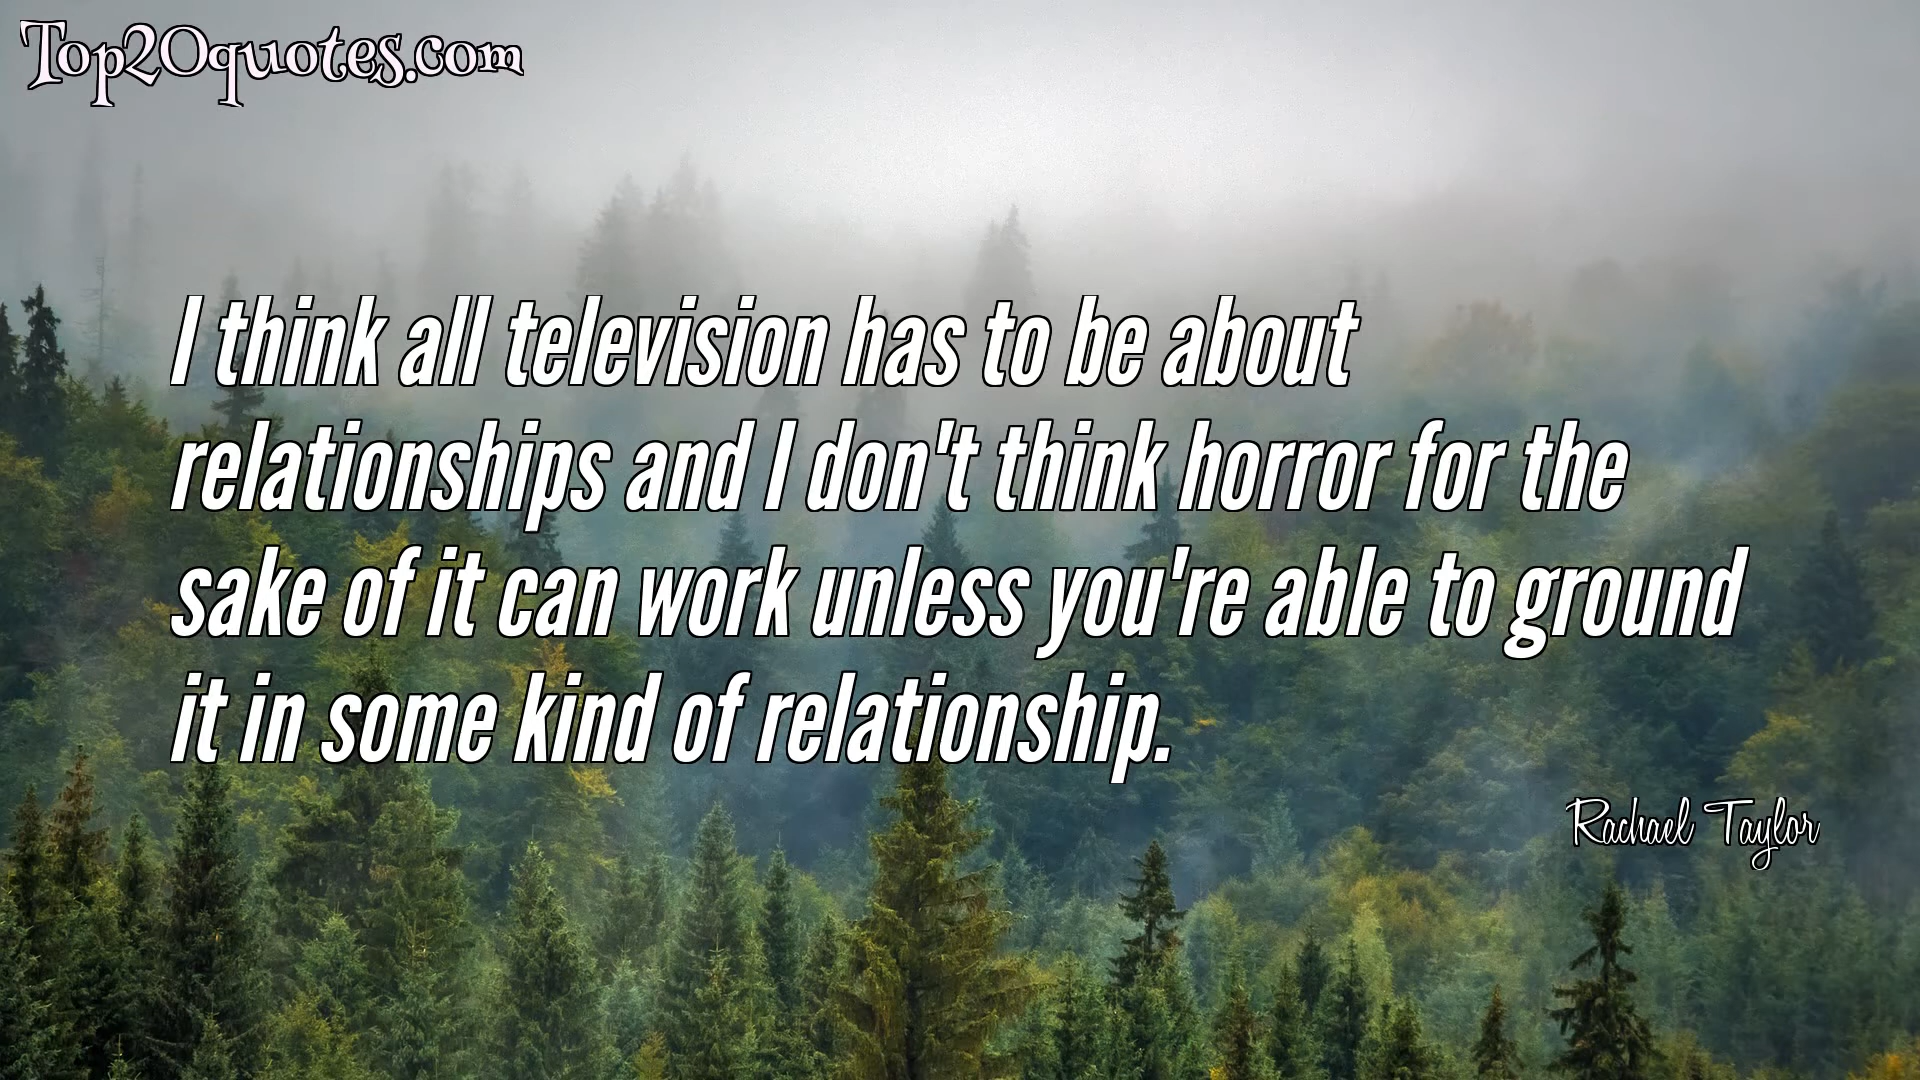 Top20quotes.com
I think all television has to be about
relationships and I don't think horror for the
sake of it can work unless you're able to ground
it in some kind of relationship.
Rachael Taylor